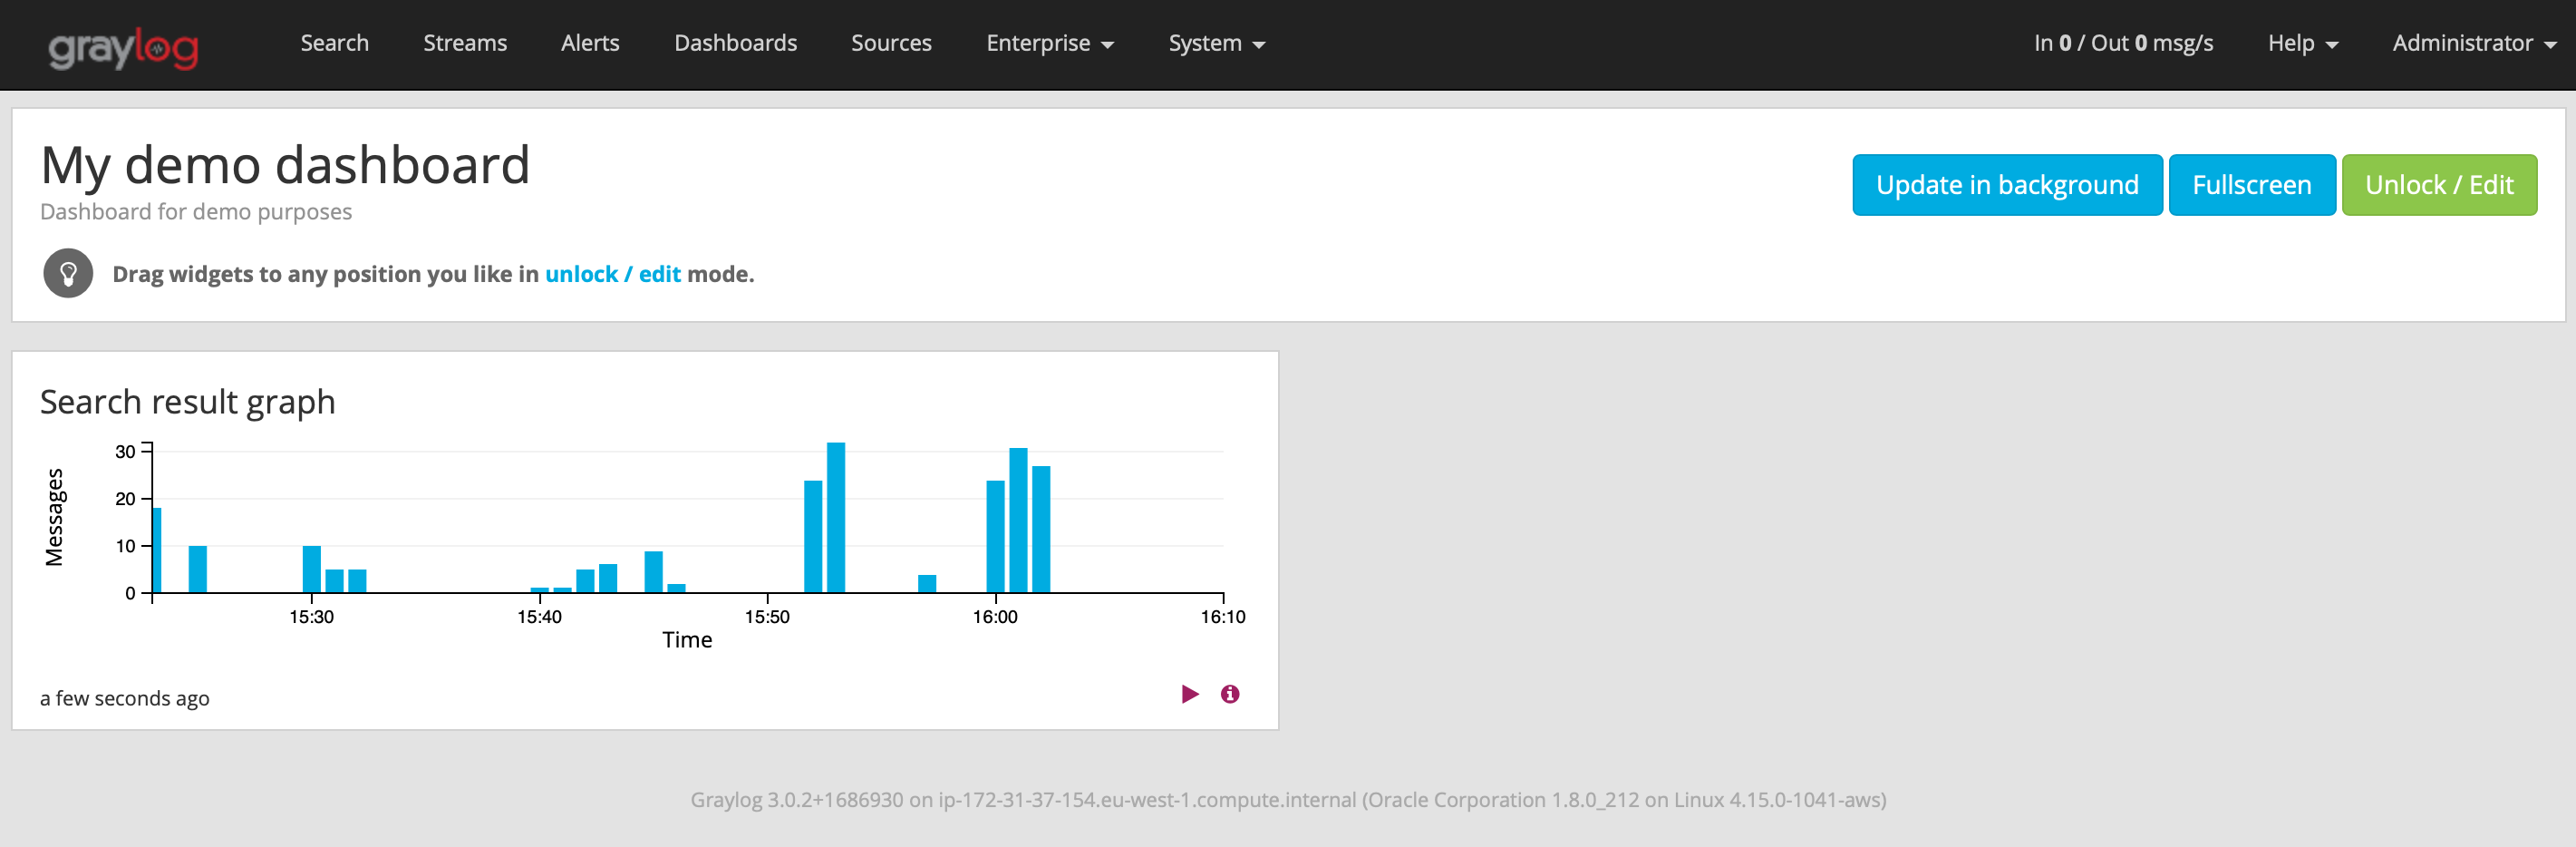 graylog Search Streams Alerts Dashboards Sources Enterprise System In 0 / Out 0 msg/s Help Administrator
My demo dashboard
Dashboard for demo purposes
Update in background Fullscreen Unlock / Edit
Drag widgets to any position you like in unlock / edit mode.
Search result graph
Messages
30
20
10
0
15:30 15:40 15:50 16:00 16:10
Time
a few seconds ago
Graylog 3.0.2+1686930 on ip-172-31-37-154.eu-west-1.compute.internal (Oracle Corporation 1.8.0_212 on Linux 4.15.0-1041-aws)